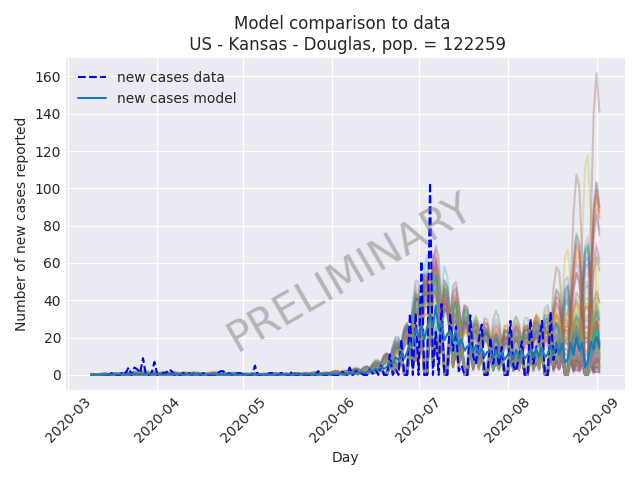 Model comparison to data
US - Kansas - Douglas, pop. = 122259
new cases data
new cases model
Number of new cases reported
160
140
120
100
80
60
40
20
0
PRELIMINARY
2020-03
2020-04
2020-05
2020-06
2020-07
2020-08
2020-09
Day